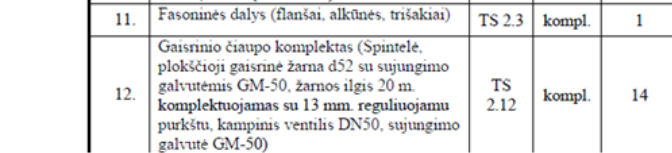 11. Fasoninės dalys (flanšai, alkūnės, trišakiai) TS 2.3 kompl. 1
Gaisrinio čiaupo komplektas (Spintelė,
plokščioji gaisrinė žarna d52 su sujungimo
galvutėmis GM-50, žarnos ilgis 20 m.
12. komplektuojamas su 13 mm. reguliuojamu TS 2.12 kompl. 14
purkštu, kampinis ventilis DN50, sujungimo
galvutė GM-50)